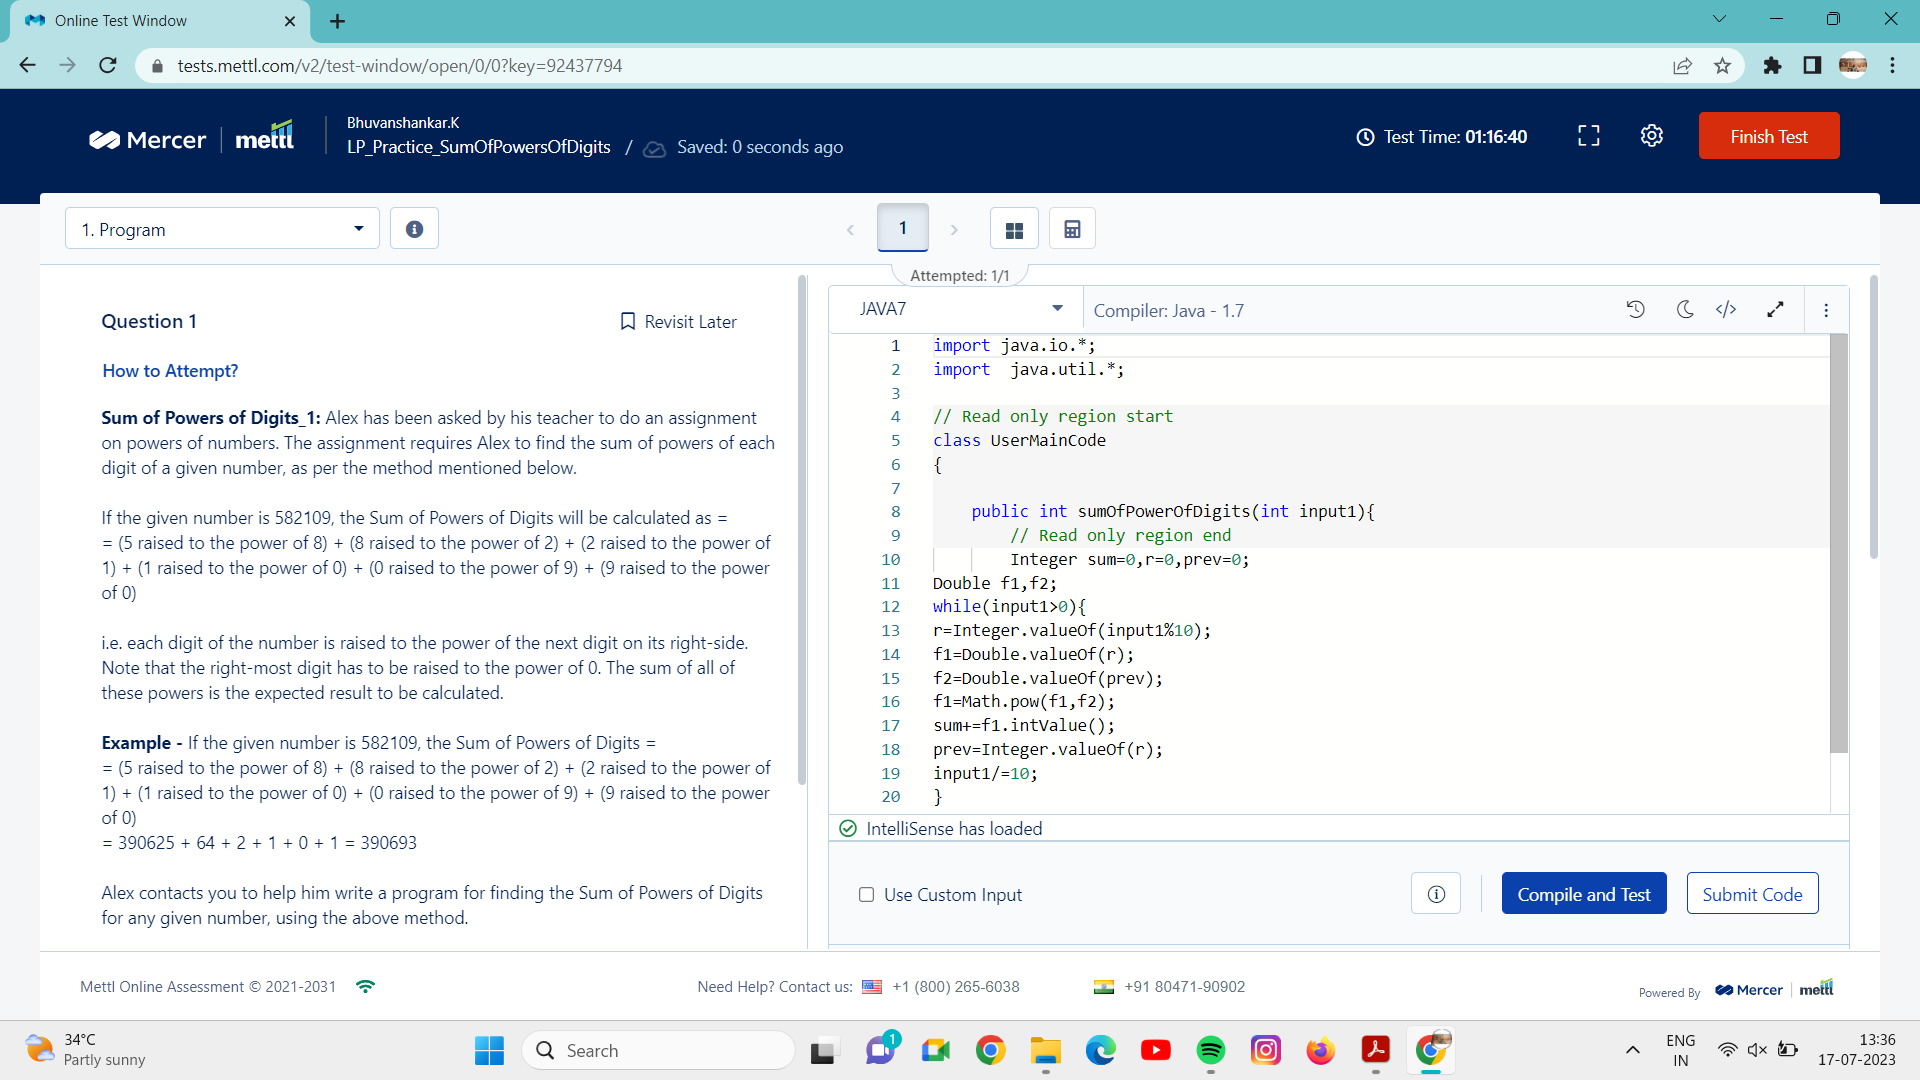 Online Test Window
tests.mettl.com/v2/test-window/open/0/0?key=92437794
Mercer mettl
Bhuvanshankar.K
LP_Practice_SumOfPowersOfDigits / Saved: 0 seconds ago
Test Time: 01:16:40
Finish Test
1. Program
1
Attempted: 1/1
Question 1
Revisit Later
How to Attempt?
Sum of Powers of Digits_1: Alex has been asked by his teacher to do an assignment
on powers of numbers. The assignment requires Alex to find the sum of powers of each
digit of a given number, as per the method mentioned below.
If the given number is 582109, the Sum of Powers of Digits will be calculated as =
= (5 raised to the power of 8) + (8 raised to the power of 2) + (2 raised to the power of
1) + (1 raised to the power of 0) + (0 raised to the power of 9) + (9 raised to the power
of 0)
i.e. each digit of the number is raised to the power of the next digit on its right-side.
Note that the right-most digit has to be raised to the power of 0. The sum of all of
these powers is the expected result to be calculated.
Example - If the given number is 582109, the Sum of Powers of Digits =
= (5 raised to the power of 8) + (8 raised to the power of 2) + (2 raised to the power of
1) + (1 raised to the power of 0) + (0 raised to the power of 9) + (9 raised to the power
of 0)
= 390625 + 64 + 2 + 1 + 0 + 1 = 390693
Alex contacts you to help him write a program for finding the Sum of Powers of Digits
for any given number, using the above method.
JAVA7
Compiler: Java - 1.7
1 import java.io.*;
2 import  java.util.*;
3
4 // Read only region start
5 class UserMainCode
6 {
7
8     public int sumOfPowerOfDigits(int input1){
9         // Read only region end
10         Integer sum=0,r=0,prev=0;
11 Double f1,f2;
12 while(input1>0){
13 r=Integer.valueOf(input1%10);
14 f1=Double.valueOf(r);
15 f2=Double.valueOf(prev);
16 f1=Math.pow(f1,f2);
17 sum+=f1.intValue();
18 prev=Integer.valueOf(r);
19 input1/=10;
20 }
IntelliSense has loaded
Use Custom Input
Compile and Test
Submit Code
Mettl Online Assessment © 2021-2031
Need Help? Contact us: +1 (800) 265-6038
+91 80471-90902
Powered By Mercer mettl
34°C
Partly sunny
Search
1
ENG
IN
13:36
17-07-2023